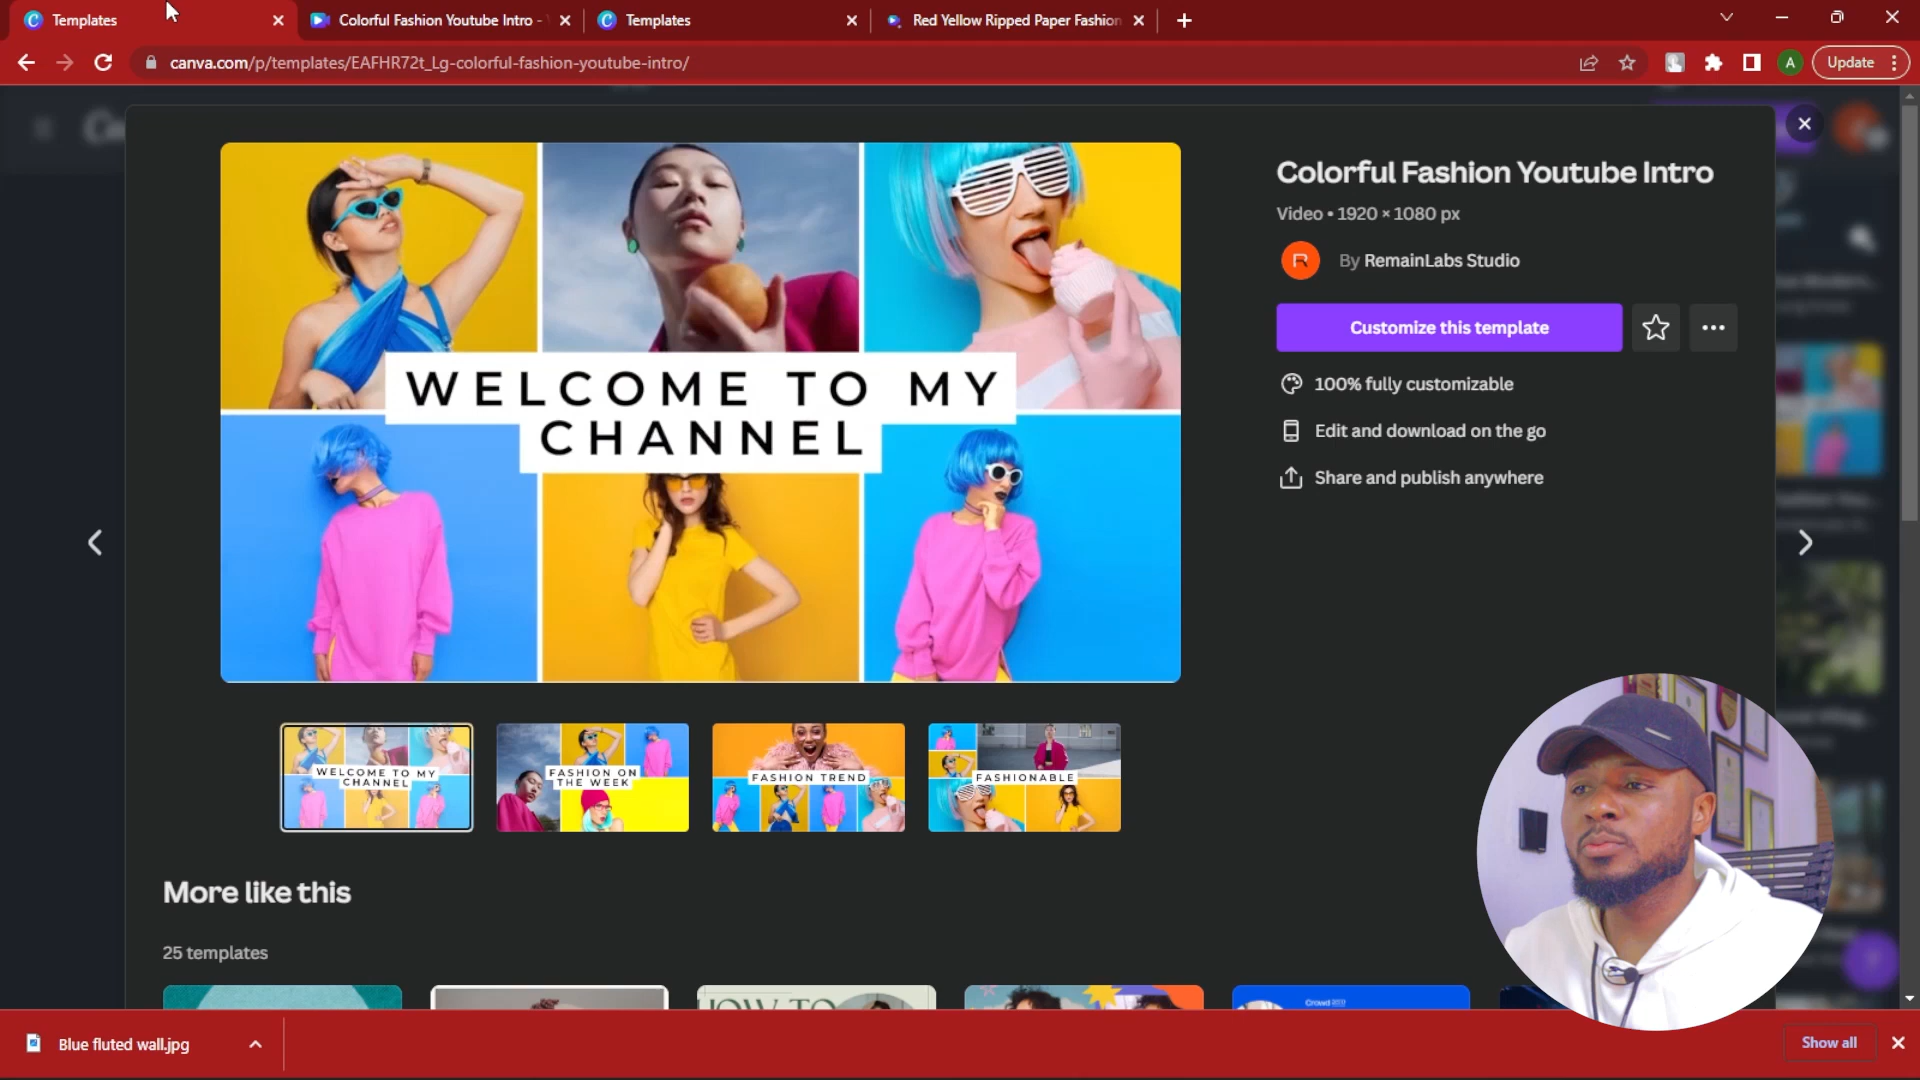 Templates
Colorful Fashion Youtube Intro -
Templates
Red Yellow Ripped Paper Fashion
canva.com/p/templates/EAFHR72t_Lg-colorful-fashion-youtube-intro/
A
Update
WELCOME TO MY
CHANNEL
Colorful Fashion Youtube Intro
Video • 1920 × 1080 px
R
By RemainLabs Studio
Customize this template
100% fully customizable
Edit and download on the go
Share and publish anywhere
WELCOME TO MY
CHANNEL
FASHION ON
THE WEEK
FASHION TREND
FASHIONABLE
More like this
25 templates
HOW TO
Crowd
Blue fluted wall.jpg
Show all